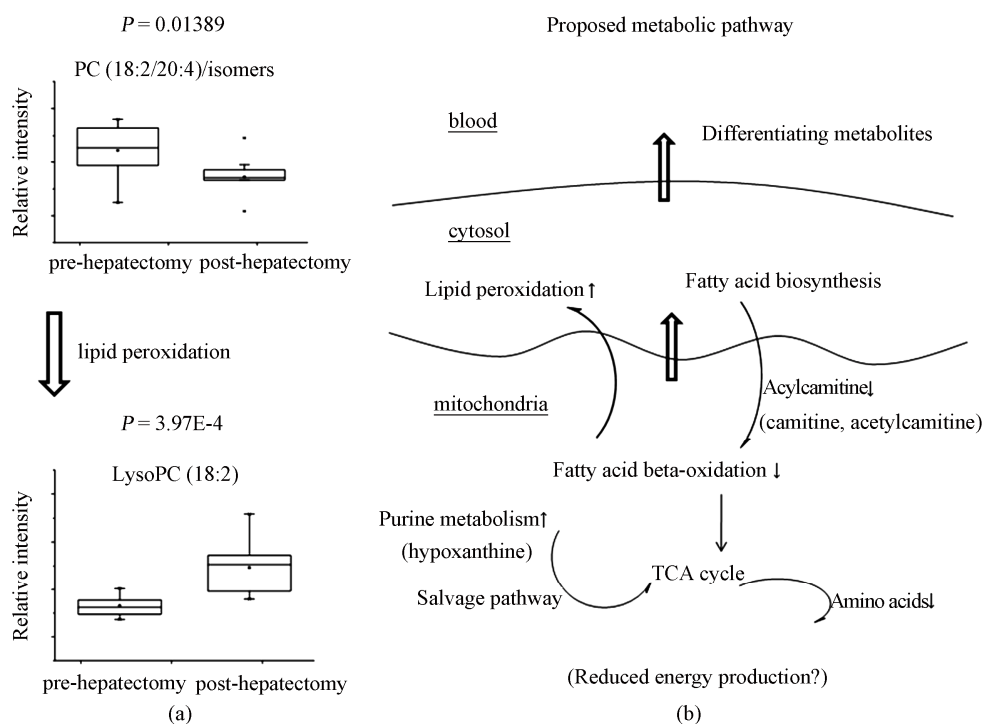 P = 0.01389
PC (18:2/20:4)/isomers
Relative intensity
pre-hepatectomy post-hepatectomy
lipid peroxidation
P = 3.97E-4
LysoPC (18:2)
Relative intensity
pre-hepatectomy post-hepatectomy
(a)
Proposed metabolic pathway
blood
Differentiating metabolites
cytosol
Lipid peroxidation↑
Fatty acid biosynthesis
mitochondria
Acylcamitine↓
(camitine, acetylcamitine)
Fatty acid beta-oxidation ↓
Purine metabolism↑
(hypoxanthine)
Salvage pathway
TCA cycle
Amino acids↓
(Reduced energy production?)
(b)